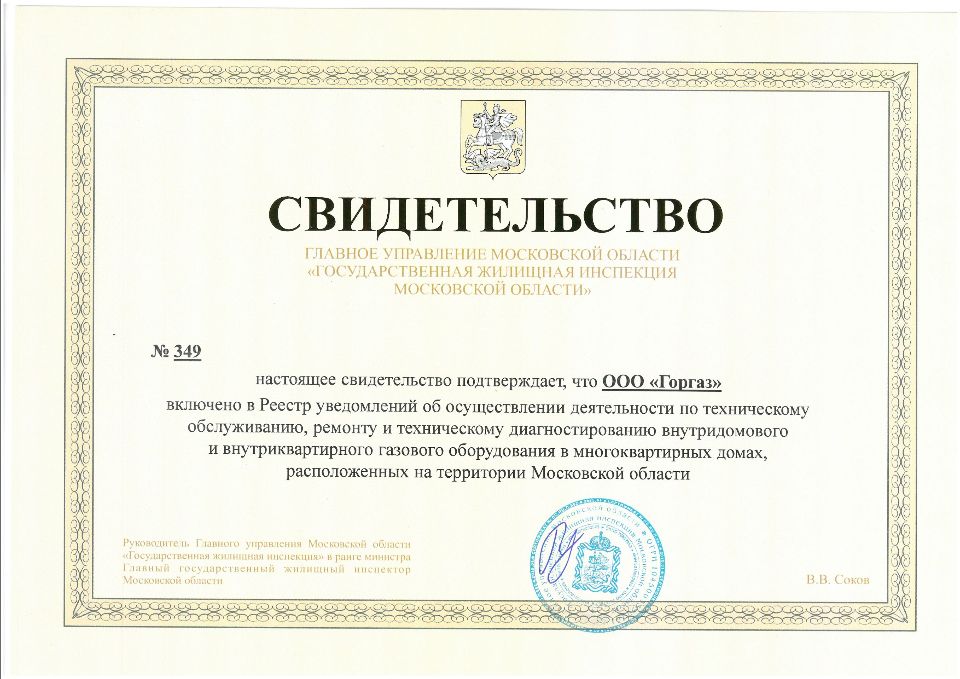 СВИДЕТЕЛЬСТВО
ГЛАВНОЕ УПРАВЛЕНИЕ МОСКОВСКОЙ ОБЛАСТИ
«ГОСУДАРСТВЕННАЯ ЖИЛИЩНАЯ ИНСПЕКЦИЯ
МОСКОВСКОЙ ОБЛАСТИ»
№ 349
настоящее свидетельство подтверждает, что ООО «Горгаз»
включено в Реестр уведомлений об осуществлении деятельности по техническому
обслуживанию, ремонту и техническому диагностированию внутридомового
и внутриквартирного газового оборудования в многоквартирных домах,
расположенных на территории Московской области
Руководитель Главного управления Московской области
«Государственная жилищная инспекция» в ранге министра
Главный государственный жилищный инспектор
Московской области
В.В. Соков